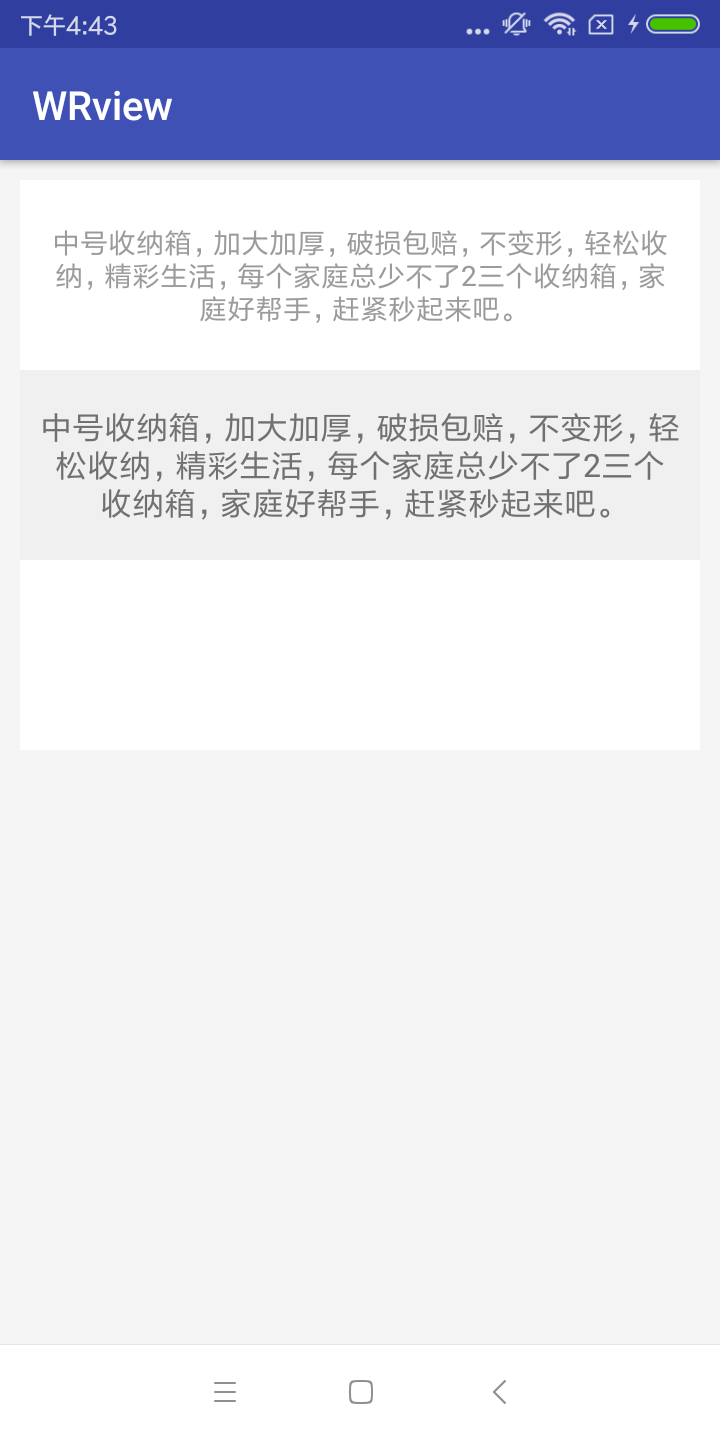 下午4:43
WRview
中号收纳箱，加大加厚，破损包赔，不变形，轻松收
纳，精彩生活，每个家庭总少不了2三个收纳箱，家
庭好帮手，赶紧秒起来吧。
中号收纳箱，加大加厚，破损包赔，不变形，轻
松收纳，精彩生活，每个家庭总少不了2三个
收纳箱，家庭好帮手，赶紧秒起来吧。